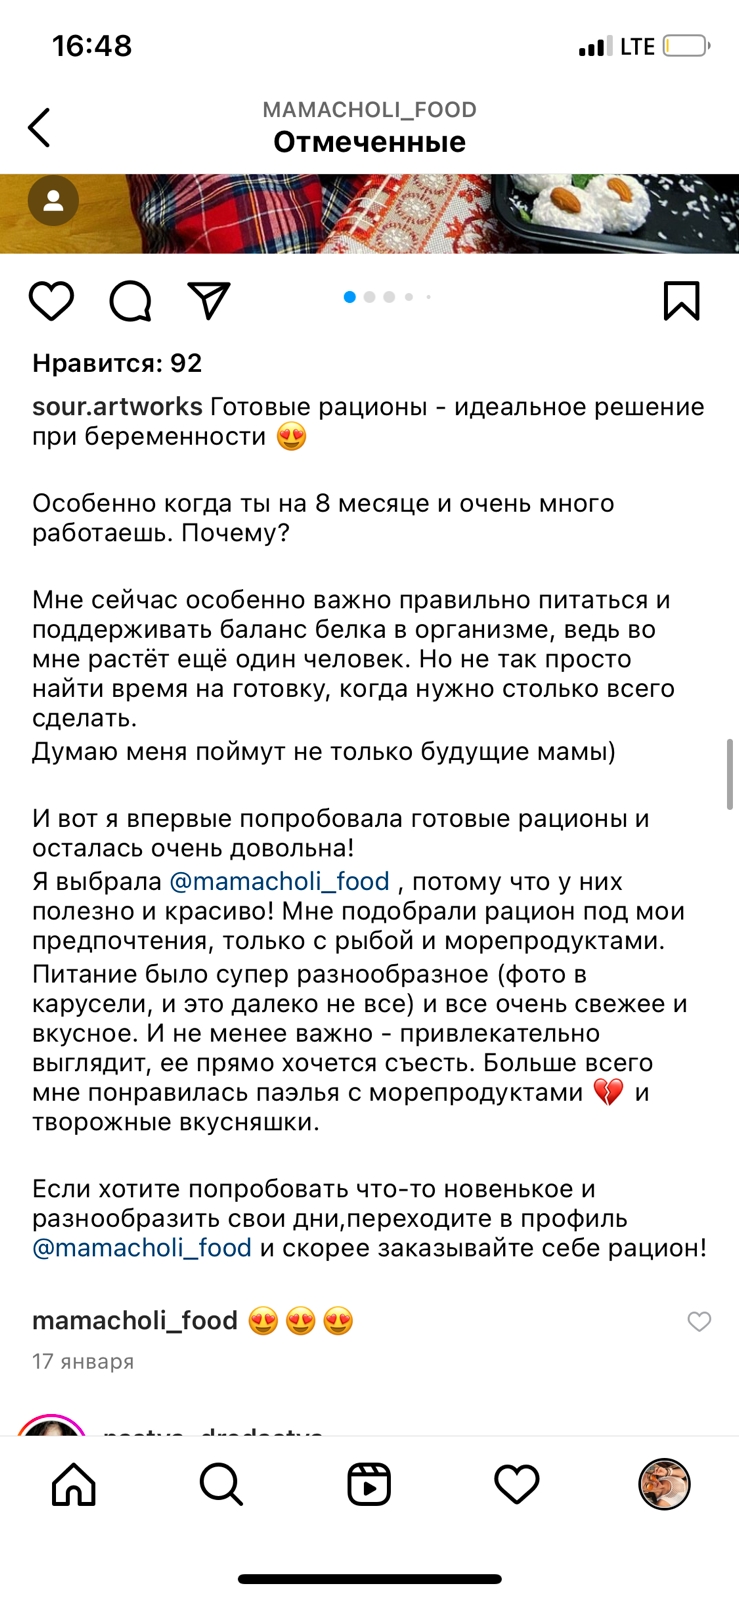 16:48
LTE
MAMACHOLI_FOOD
Отмеченные
Нравится: 92
sour.artworks Готовые рационы - идеальное решение
при беременности 😍
Особенно когда ты на 8 месяце и очень много
работаешь. Почему?
Мне сейчас особенно важно правильно питаться и
поддерживать баланс белка в организме, ведь во
мне растёт ещё один человек. Но не так просто
найти время на готовку, когда нужно столько всего
сделать.
Думаю меня поймут не только будущие мамы)
И вот я впервые попробовала готовые рационы и
осталась очень довольна!
Я выбрала @mamacholi_food , потому что у них
полезно и красиво! Мне подобрали рацион под мои
предпочтения, только с рыбой и морепродуктами.
Питание было супер разнообразное (фото в
карусели, и это далеко не все) и все очень свежее и
вкусное. И не менее важно - привлекательно
выглядит, ее прямо хочется съесть. Больше всего
мне понравилась паэлья с морепродуктами 💔 и
творожные вкусняшки.
Если хотите попробовать что-то новенькое и
разнообразить свои дни,переходите в профиль
@mamacholi_food и скорее заказывайте себе рацион!
mamacholi_food 😍 😍 😍
17 января